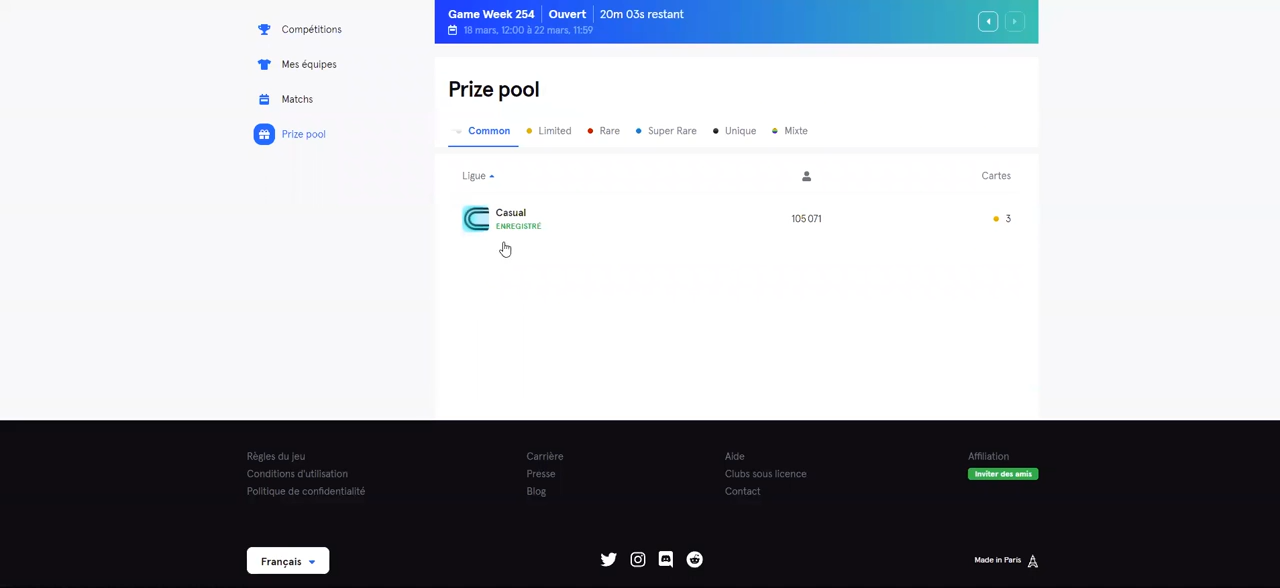 Compétitions
Mes équipes
Matchs
Prize pool
Game Week 254 Ouvert 20m 03s restant
18 mars, 12:00 à 22 mars, 11:59
Prize pool
Common Limited Rare Super Rare Unique Mixte
Ligue Cartes
Casual
ENREGISTRÉ
105 071 3
Règles du jeu
Conditions d'utilisation
Politique de confidentialité
Carrière
Presse
Blog
Aide
Clubs sous licence
Contact
Affiliation
Inviter des amis
Français
Made in Paris